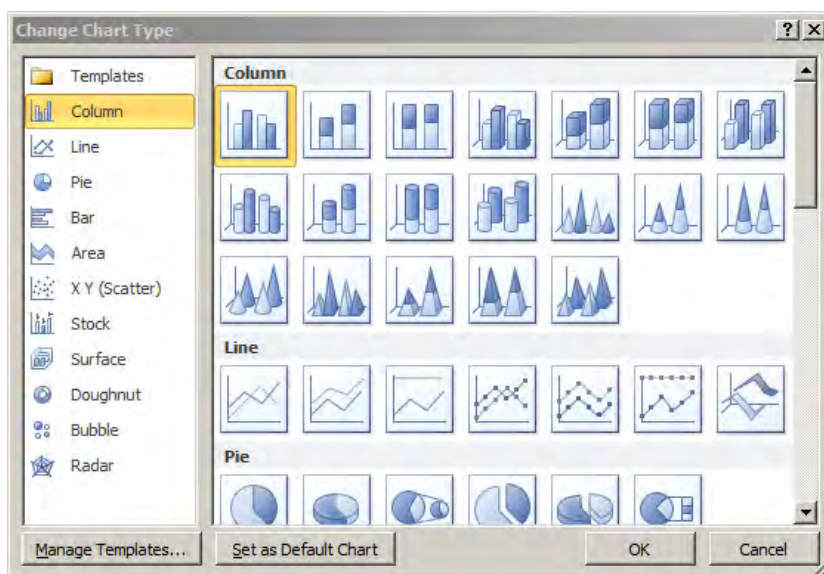 Change Chart Type
Templates
Column
Line
Pie
Bar
Area
X Y (Scatter)
Stock
Surface
Doughnut
Bubble
Radar
Column
Line
Pie
Manage Templates...
Set as Default Chart
OK
Cancel